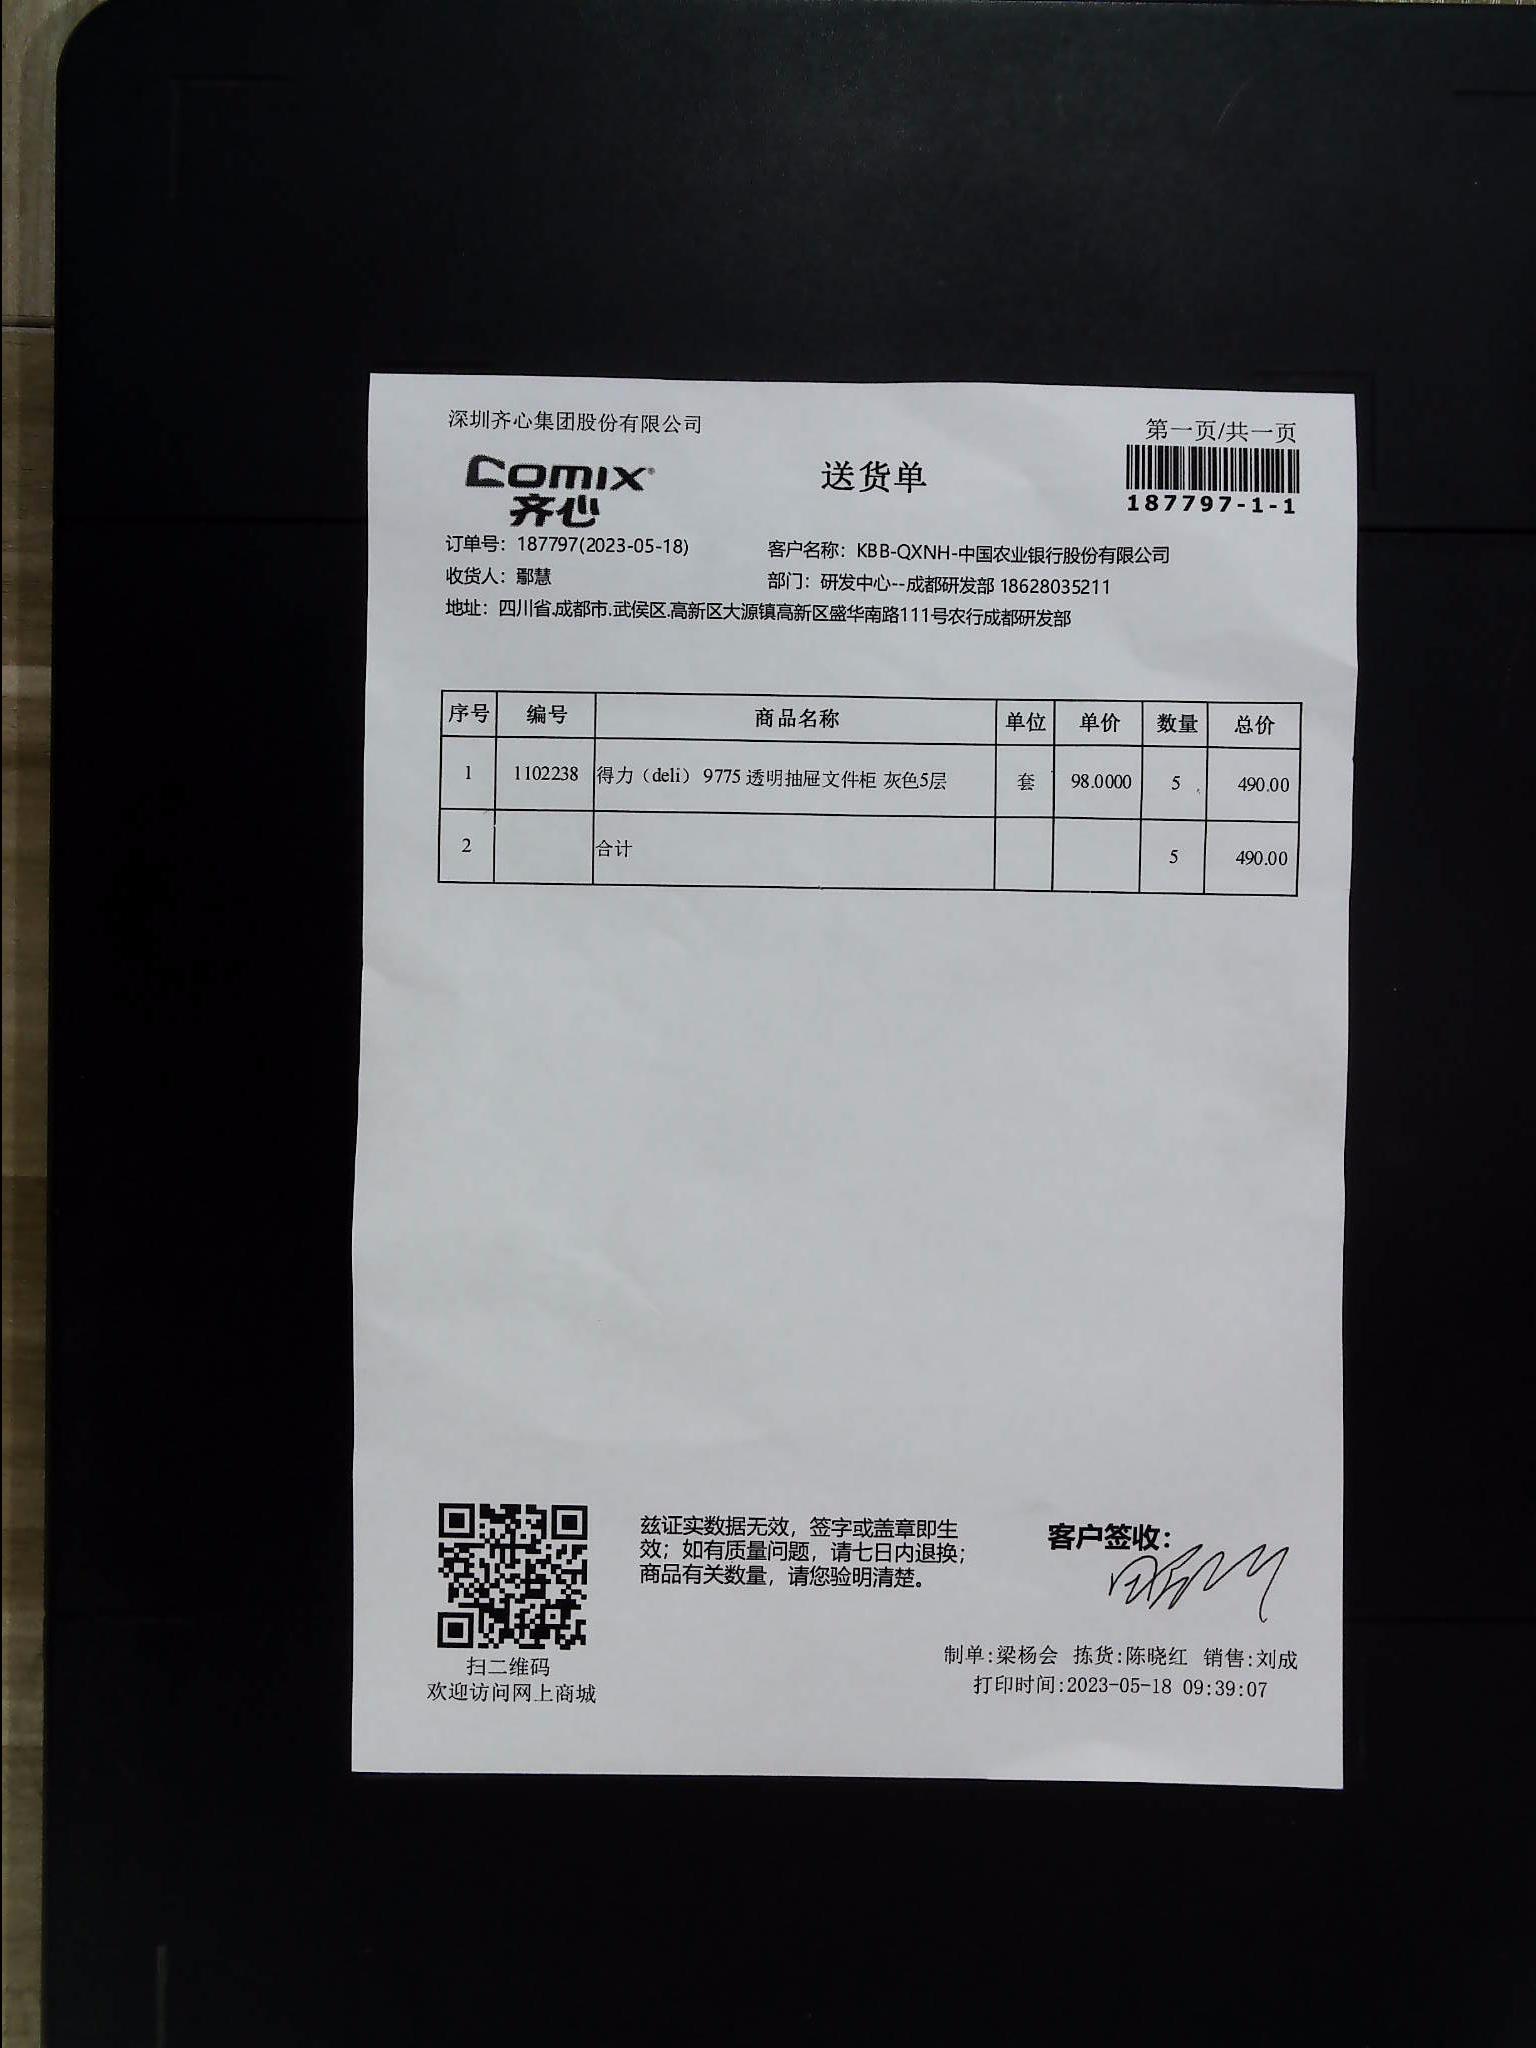 深圳齐心集团股份有限公司
第一页/共一页
COMIX®
齐心
送货单
187797-1-1
订单号：187797(2023-05-18)
客户名称：KBB-QXNH-中国农业银行股份有限公司
收货人：鄢慧
部门：研发中心--成都研发部 18628035211
地址：四川省.成都市.武侯区.高新区大源镇高新区盛华南路111号农行成都研发部
序号 编号 商品名称 单位 单价 数量 总价
1 1102238 得力（deli） 9775 透明抽屉文件柜 灰色5层 套 98.0000 5 490.00
2 合计 5 490.00
兹证实数据无效，签字或盖章即生
效；如有质量问题，请七日内退换；
商品有关数量，请您验明清楚。
客户签收：
扫二维码
欢迎访问网上商城
制单:梁杨会 拣货:陈晓红 销售:刘成
打印时间:2023-05-18 09:39:07